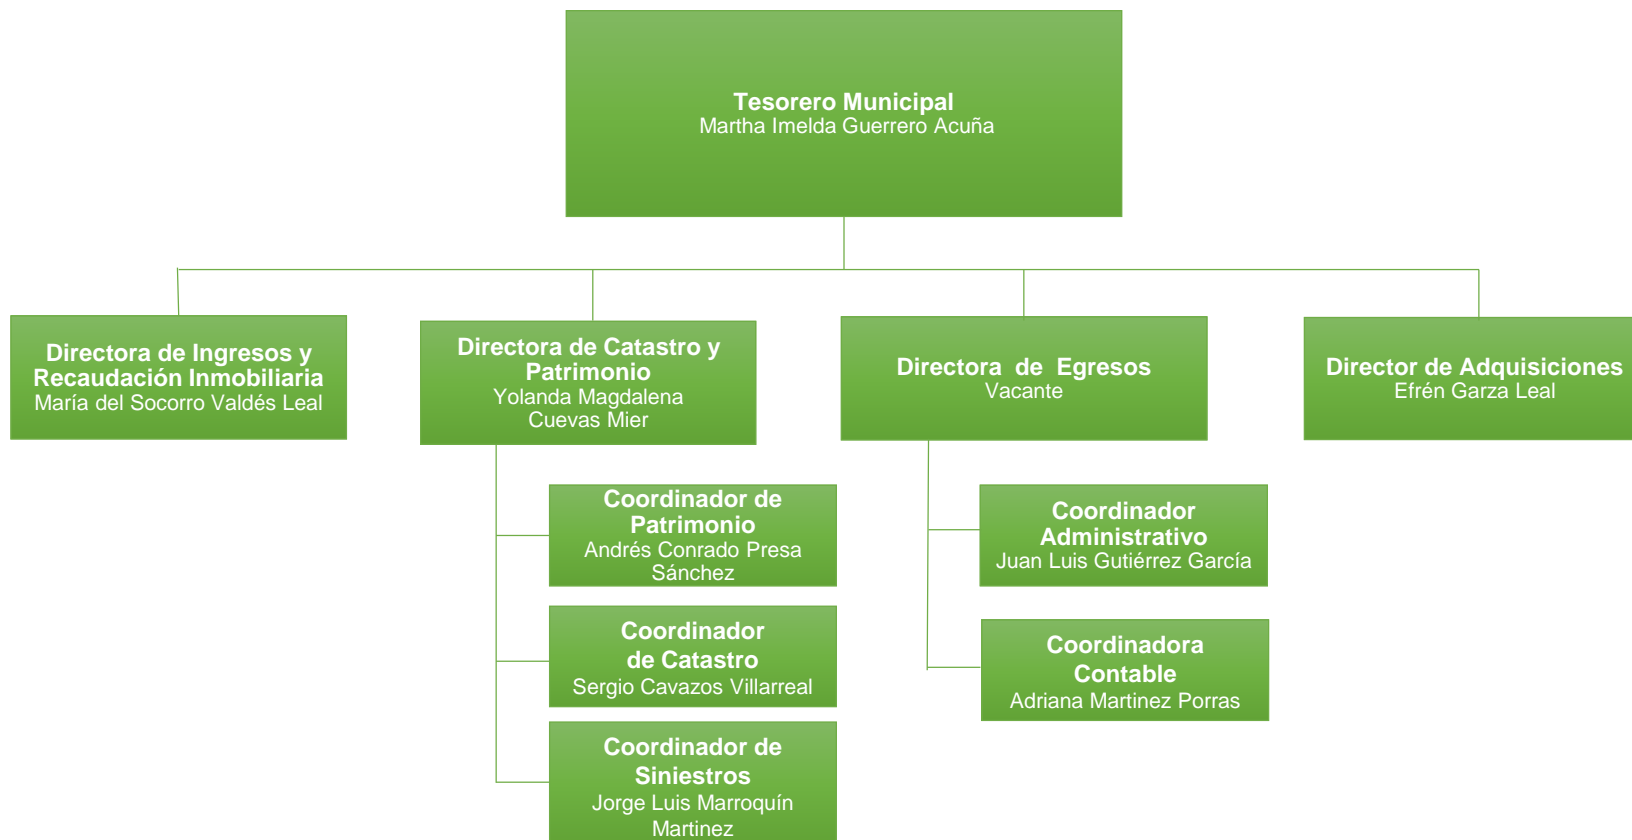 Tesorero Municipal
Martha Imelda Guerrero Acuña
Directora de Ingresos y
Recaudación Inmobiliaria
María del Socorro Valdés Leal
Directora de Catastro y
Patrimonio
Yolanda Magdalena
Cuevas Mier
Directora de Egresos
Vacante
Director de Adquisiciones
Efrén Garza Leal
Coordinador de
Patrimonio
Andrés Conrado Presa
Sánchez
Coordinador
de Catastro
Sergio Cavazos Villarreal
Coordinador de
Siniestros
Jorge Luis Marroquín
Martinez
Coordinador
Administrativo
Juan Luis Gutiérrez García
Coordinadora
Contable
Adriana Martinez Porras